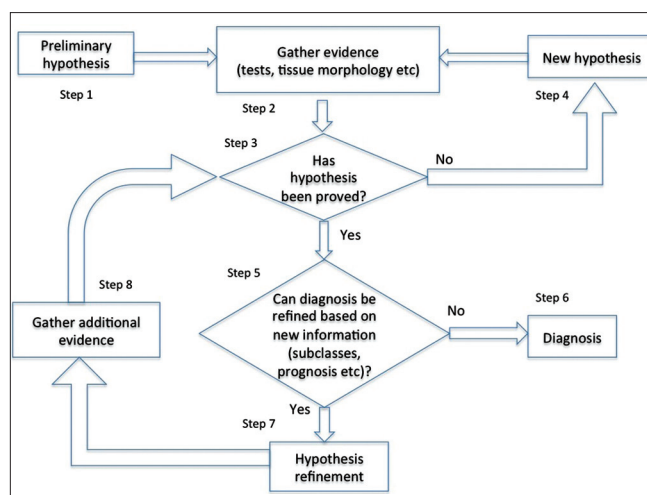 Preliminary
hypothesis
Step 1
Gather evidence
(tests, tissue morphology etc)
Step 2
New hypothesis
Step 4
Step 3
Has
hypothesis
been proved?
No
Yes
Step 5
Can diagnosis be
refined based on
new information
(subclasses,
prognosis etc)?
No
Step 6
Diagnosis
Yes
Step 7
Hypothesis
refinement
Step 8
Gather additional
evidence